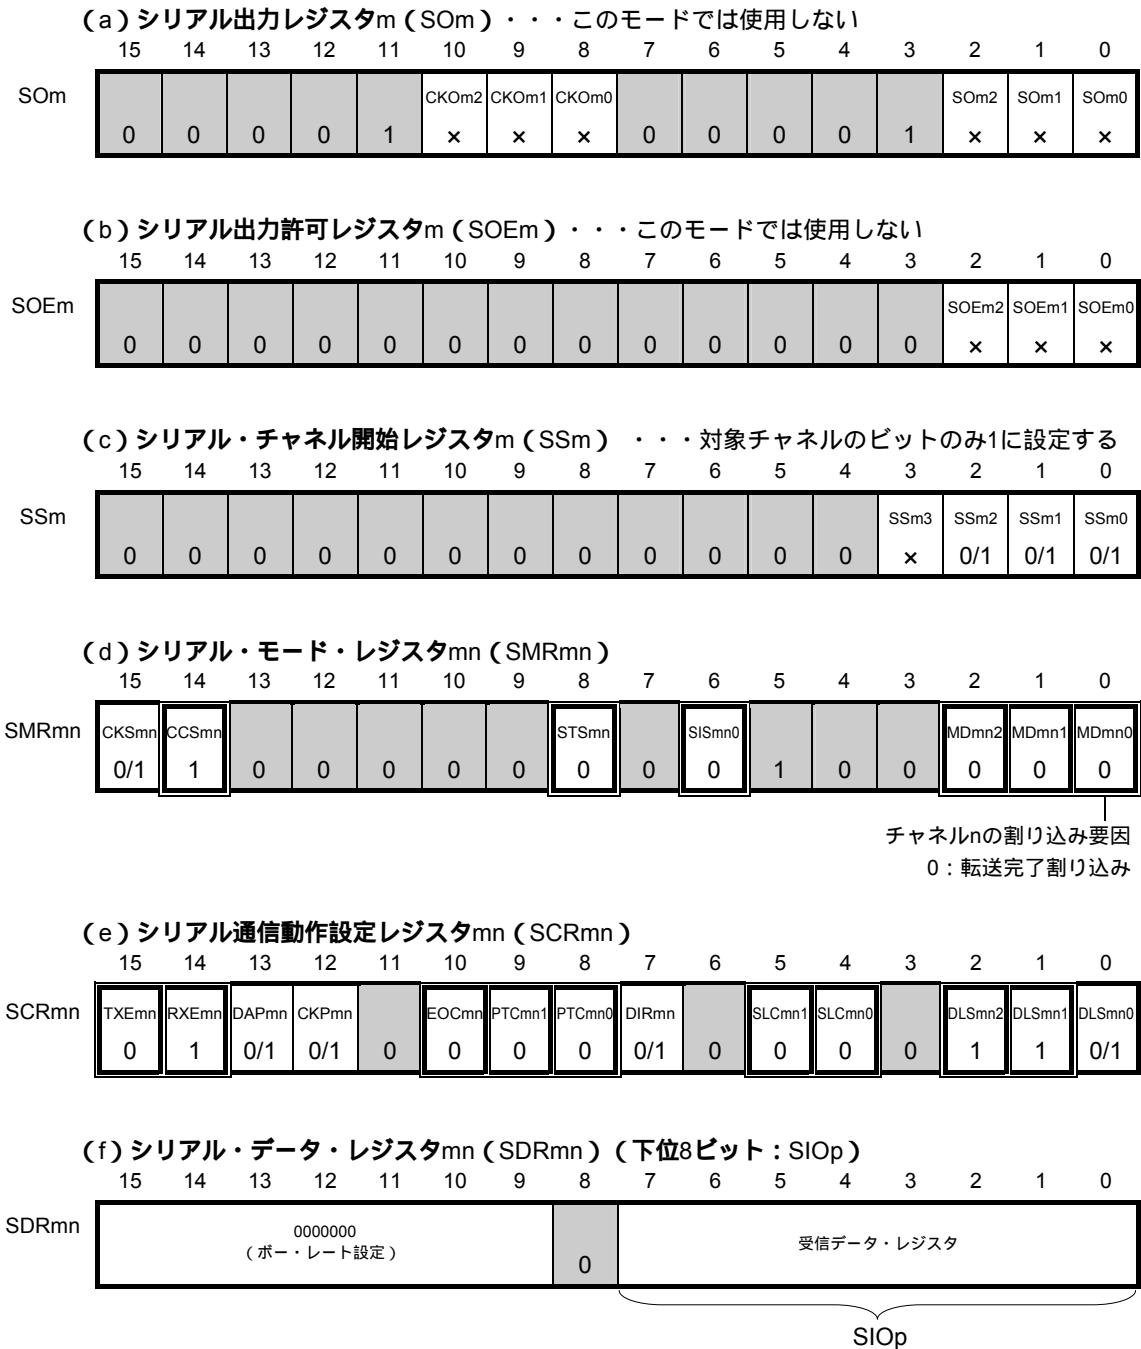 （a）シリアル出力レジスタm（SOm）・・・このモードでは使用しない
15 14 13 12 11 10 9 8 7 6 5 4 3 2 1 0
SOm
CKOm2 CKOm1 CKOm0 SOm2 SOm1 SOm0
0 0 0 0 1 × × × 0 0 0 0 1 × × ×
（b）シリアル出力許可レジスタm（SOEm）・・・このモードでは使用しない
15 14 13 12 11 10 9 8 7 6 5 4 3 2 1 0
SOEm
SOEm2 SOEm1 SOEm0
0 0 0 0 0 0 0 0 0 0 0 0 0 × × ×
（c）シリアル・チャネル開始レジスタm（SSm） ・・・対象チャネルのビットのみ1に設定する
15 14 13 12 11 10 9 8 7 6 5 4 3 2 1 0
SSm
SSm3 SSm2 SSm1 SSm0
0 0 0 0 0 0 0 0 0 0 0 0 × 0/1 0/1 0/1
（d）シリアル・モード・レジスタmn（SMRmn）
15 14 13 12 11 10 9 8 7 6 5 4 3 2 1 0
SMRmn
CKSmn CCSmn STSmn SISmn0 MDmn2 MDmn1 MDmn0
0/1 1 0 0 0 0 0 0 0 0 1 0 0 0 0 0
チャネルnの割り込み要因
0：転送完了割り込み
（e）シリアル通信動作設定レジスタmn（SCRmn）
15 14 13 12 11 10 9 8 7 6 5 4 3 2 1 0
SCRmn
TXEmn RXEmn DAPmn CKPmn EOCmn PTCmn1 PTCmn0 DIRmn SLCmn1 SLCmn0 DLSmn2 DLSmn1 DLSmn0
0 1 0/1 0/1 0 0 0 0 0/1 0 0 0 0 1 1 0/1
（f）シリアル・データ・レジスタmn（SDRmn）（下位8ビット：SIOp）
15 14 13 12 11 10 9 8 7 6 5 4 3 2 1 0
SDRmn
0000000
（ボー・レート設定）
0
受信データ・レジスタ
SIOp